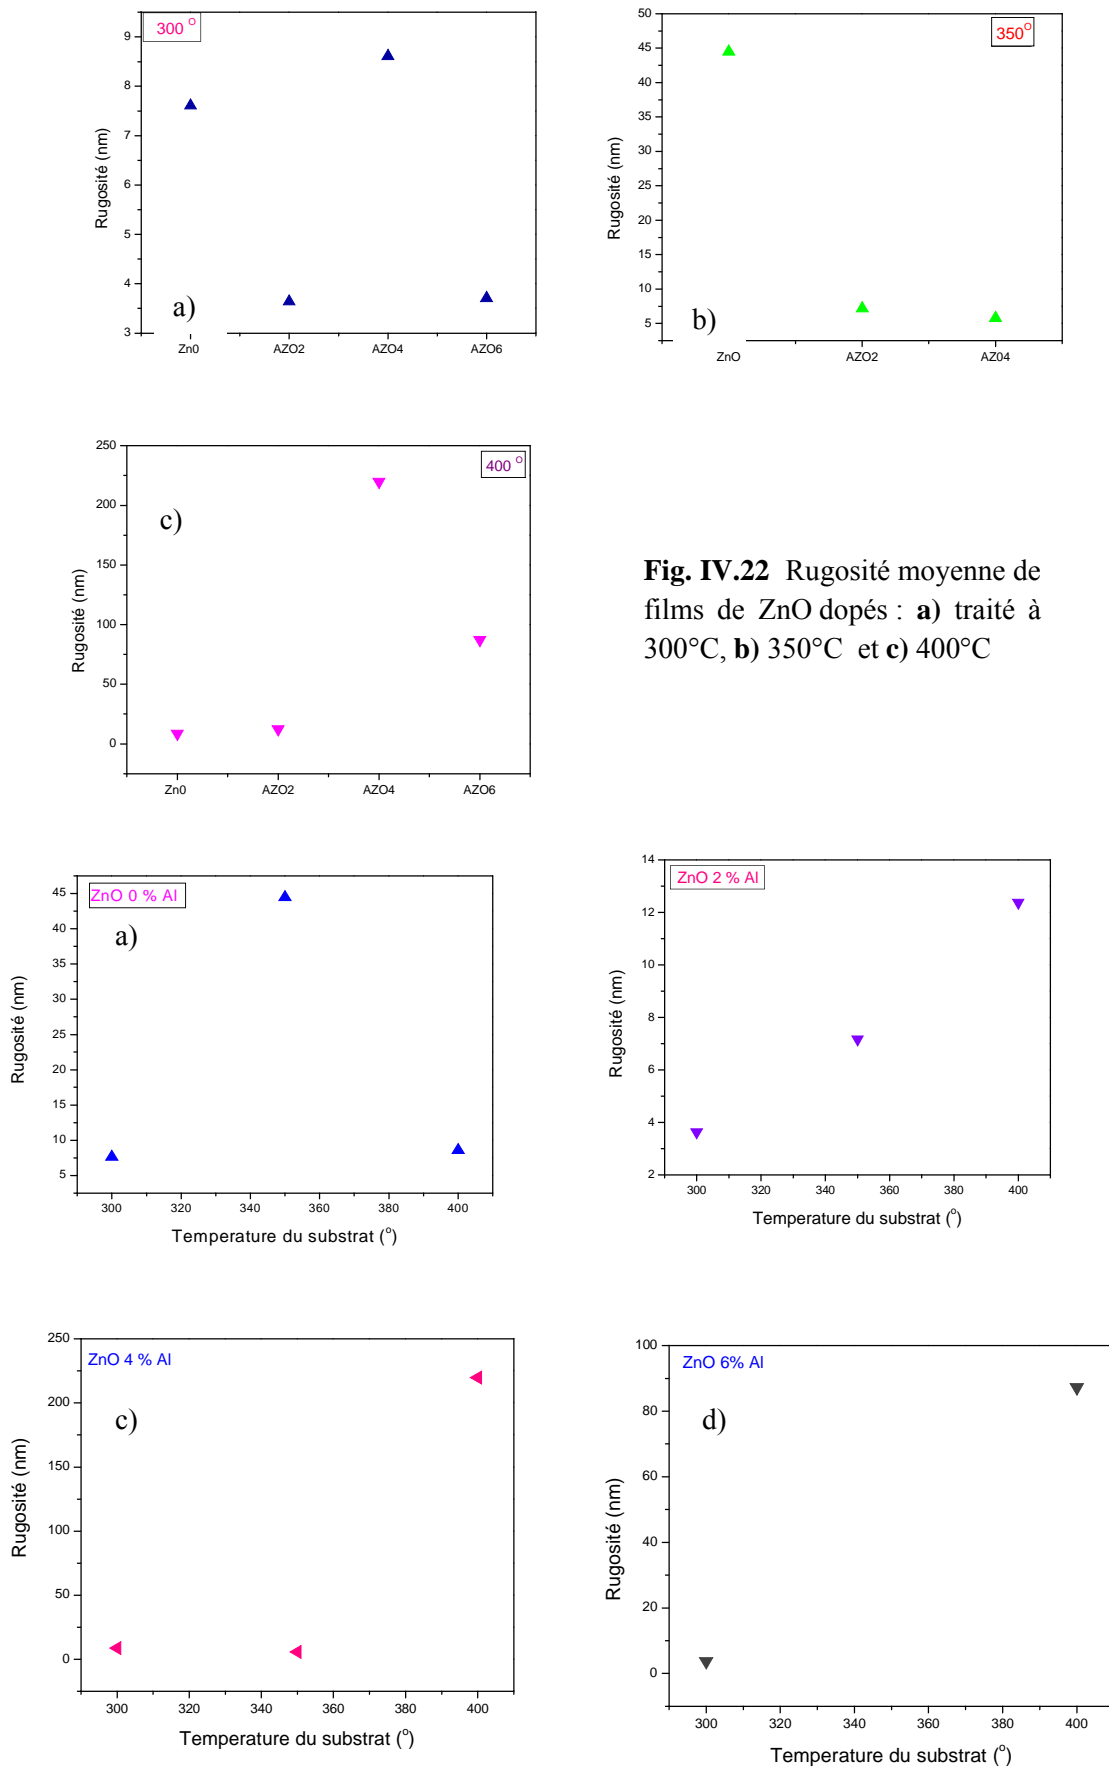 300 °
9
8
7
6
5
4
3
Rugosité (nm)
a)
Zn0 AZO2 AZO4 AZO6
350°
50
45
40
35
30
25
20
15
10
5
Rugosité (nm)
b)
ZnO AZO2 AZ04
400 °
250
200
150
100
50
0
Rugosité (nm)
c)
Zn0 AZO2 AZO4 AZO6
Fig. IV.22 Rugosité moyenne de
films de ZnO dopés : a) traité à
300°C, b) 350°C et c) 400°C
ZnO 0 % Al
45
40
35
30
25
20
15
10
5
Rugosité (nm)
a)
300 320 340 360 380 400
Temperature du substrat (°)
ZnO 2 % Al
14
12
10
8
6
4
2
Rugosité (nm)
300 320 340 360 380 400
Temperature du substrat (°)
ZnO 4 % Al
250
200
150
100
50
0
Rugosité (nm)
c)
300 320 340 360 380 400
Temperature du substrat (°)
ZnO 6% Al
100
80
60
40
20
0
Rugosité (nm)
d)
300 320 340 360 380 400
Temperature du substrat (°)